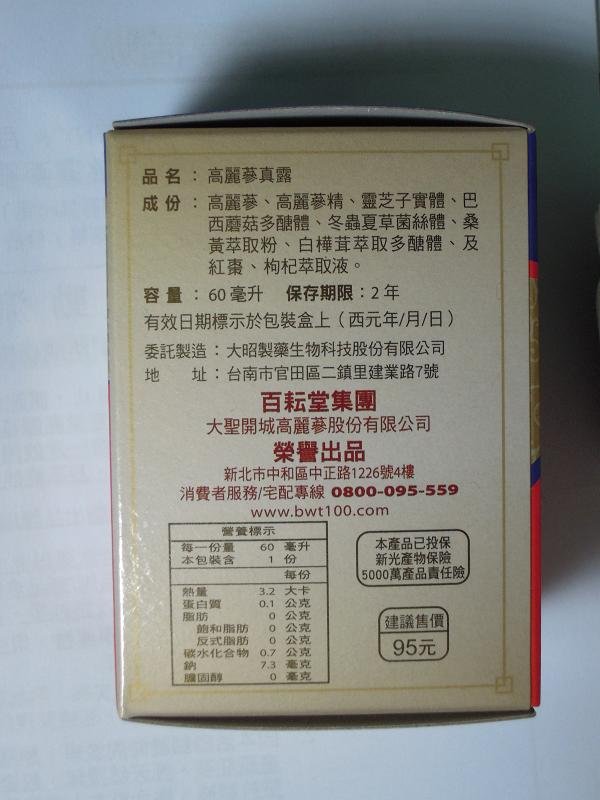 品名：高麗蔘真露
成份：高麗蔘、高麗蔘精、靈芝子實體、巴
西蘑菇多醣體、冬蟲夏草菌絲體、桑
黃萃取粉、白樺茸萃取多醣體、及
紅棗、枸杞萃取液。
容量：60毫升 保存期限：2年
有效日期標示於包裝盒上（西元年/月/日）
委託製造：大昭製藥生物科技股份有限公司
地 址：台南市官田區二鎮里建業路7號
百耘堂集團
大聖開城高麗蔘股份有限公司
榮譽出品
新北市中和區中正路1226號4樓
消費者服務/宅配專線 0800-095-559
www.bwt100.com
營養標示
每一份量 60 毫升
本包裝含 1 份
每份
熱量 3.2 大卡
蛋白質 0.1 公克
脂肪 0 公克
飽和脂肪 0 公克
反式脂肪 0 公克
碳水化合物 0.7 公克
鈉 7.3 毫克
膽固醇 0 毫克
本產品已投保
新光產物保險
5000萬產品責任險
建議售價
95元